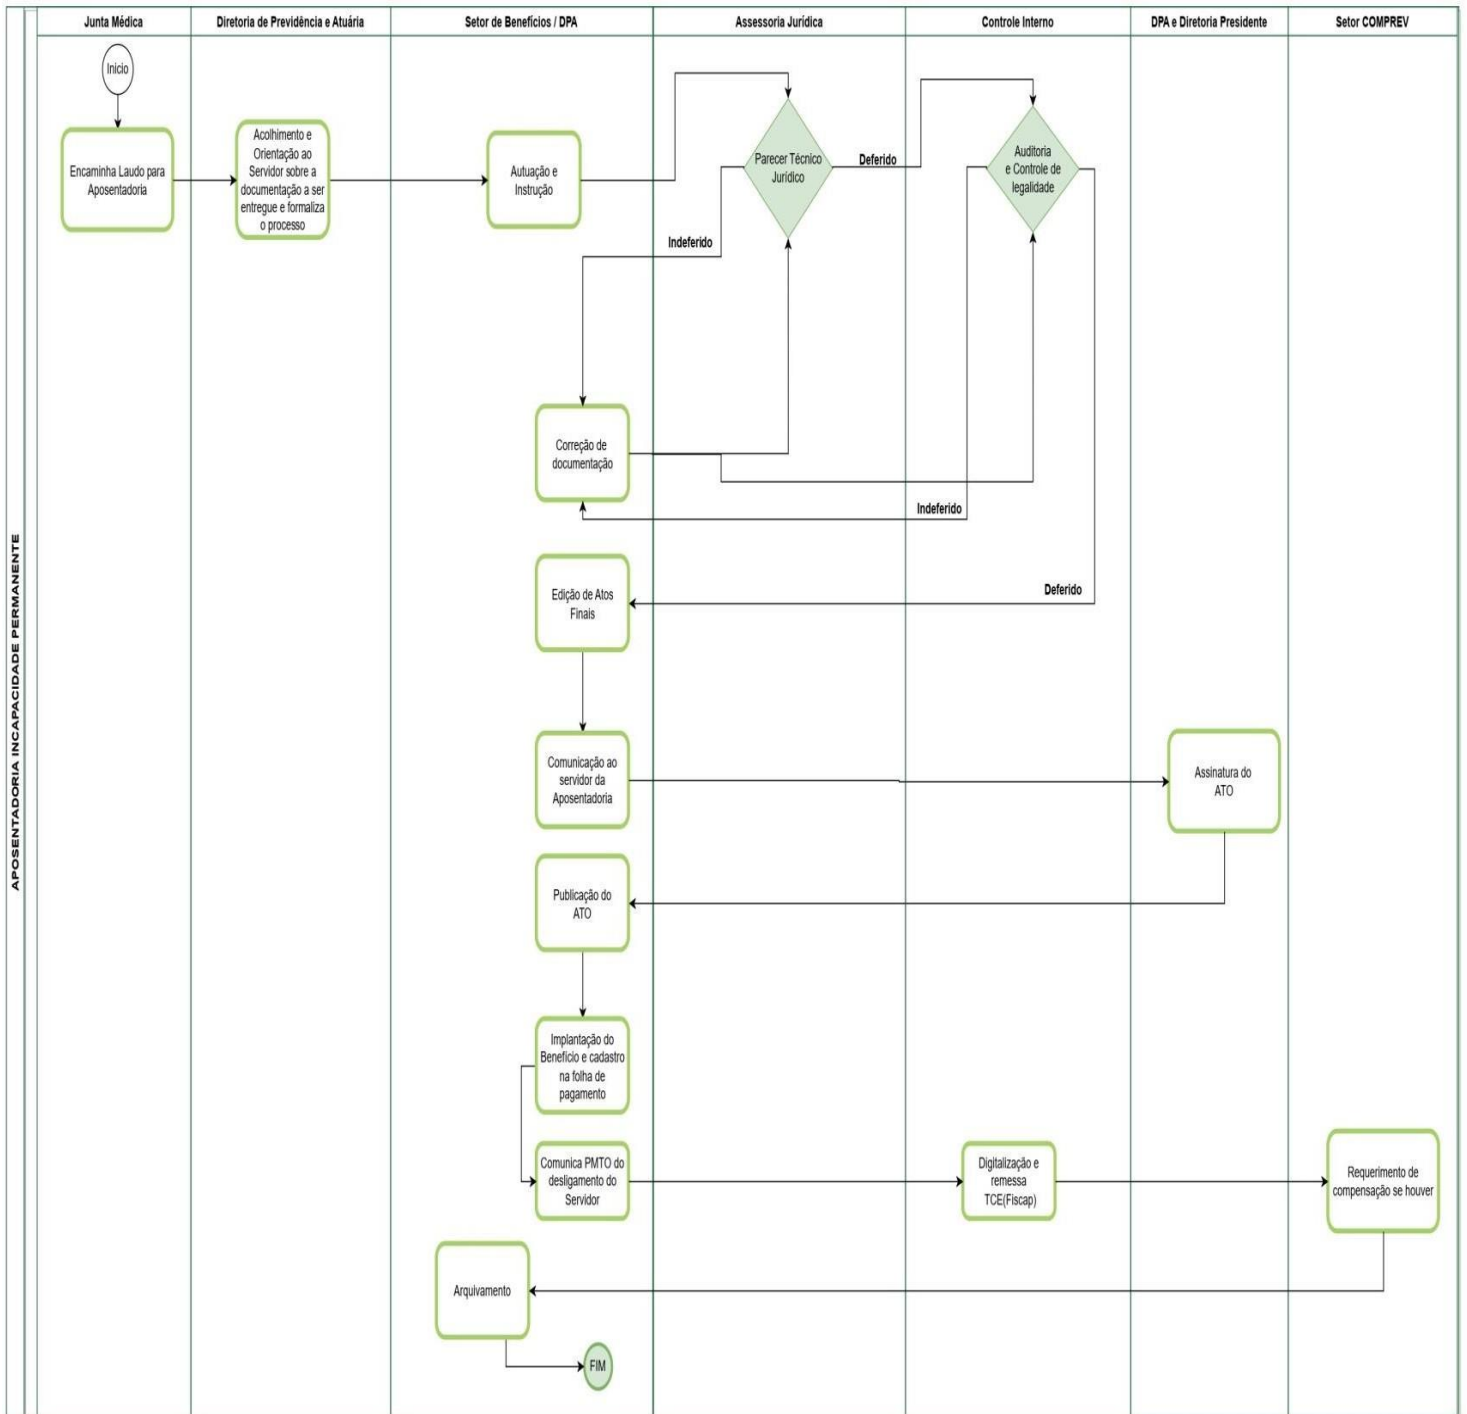 Junta Médica
Diretoria de Previdência e Atuária
Setor de Benefícios / DPA
Assessoria Jurídica
Controle Interno
DPA e Diretoria Presidente
Setor COMPREV
APOSENTADORIA INCAPACIDADE PERMANENTE
Inicio
Encaminha Laudo para
Aposentadoria
Acolhimento e
Orientação ao
Servidor sobre a
documentação a ser
entregue e formaliza
o processo
Autuação e
Instrução
Parecer Técnico
Jurídico
Deferido
Auditoria
e Controle de
legalidade
Indeferido
Correção de
documentação
Indeferido
Edição de Atos
Finais
Deferido
Comunicação ao
servidor da
Aposentadoria
Assinatura do
ATO
Publicação do
ATO
Implantação do
Benefício e cadastro
na folha de
pagamento
Comunica PMTO do
desligamento do
Servidor
Digitalização e
remessa
TCE(Fiscap)
Requerimento de
compensação se houver
Arquivamento
FIM